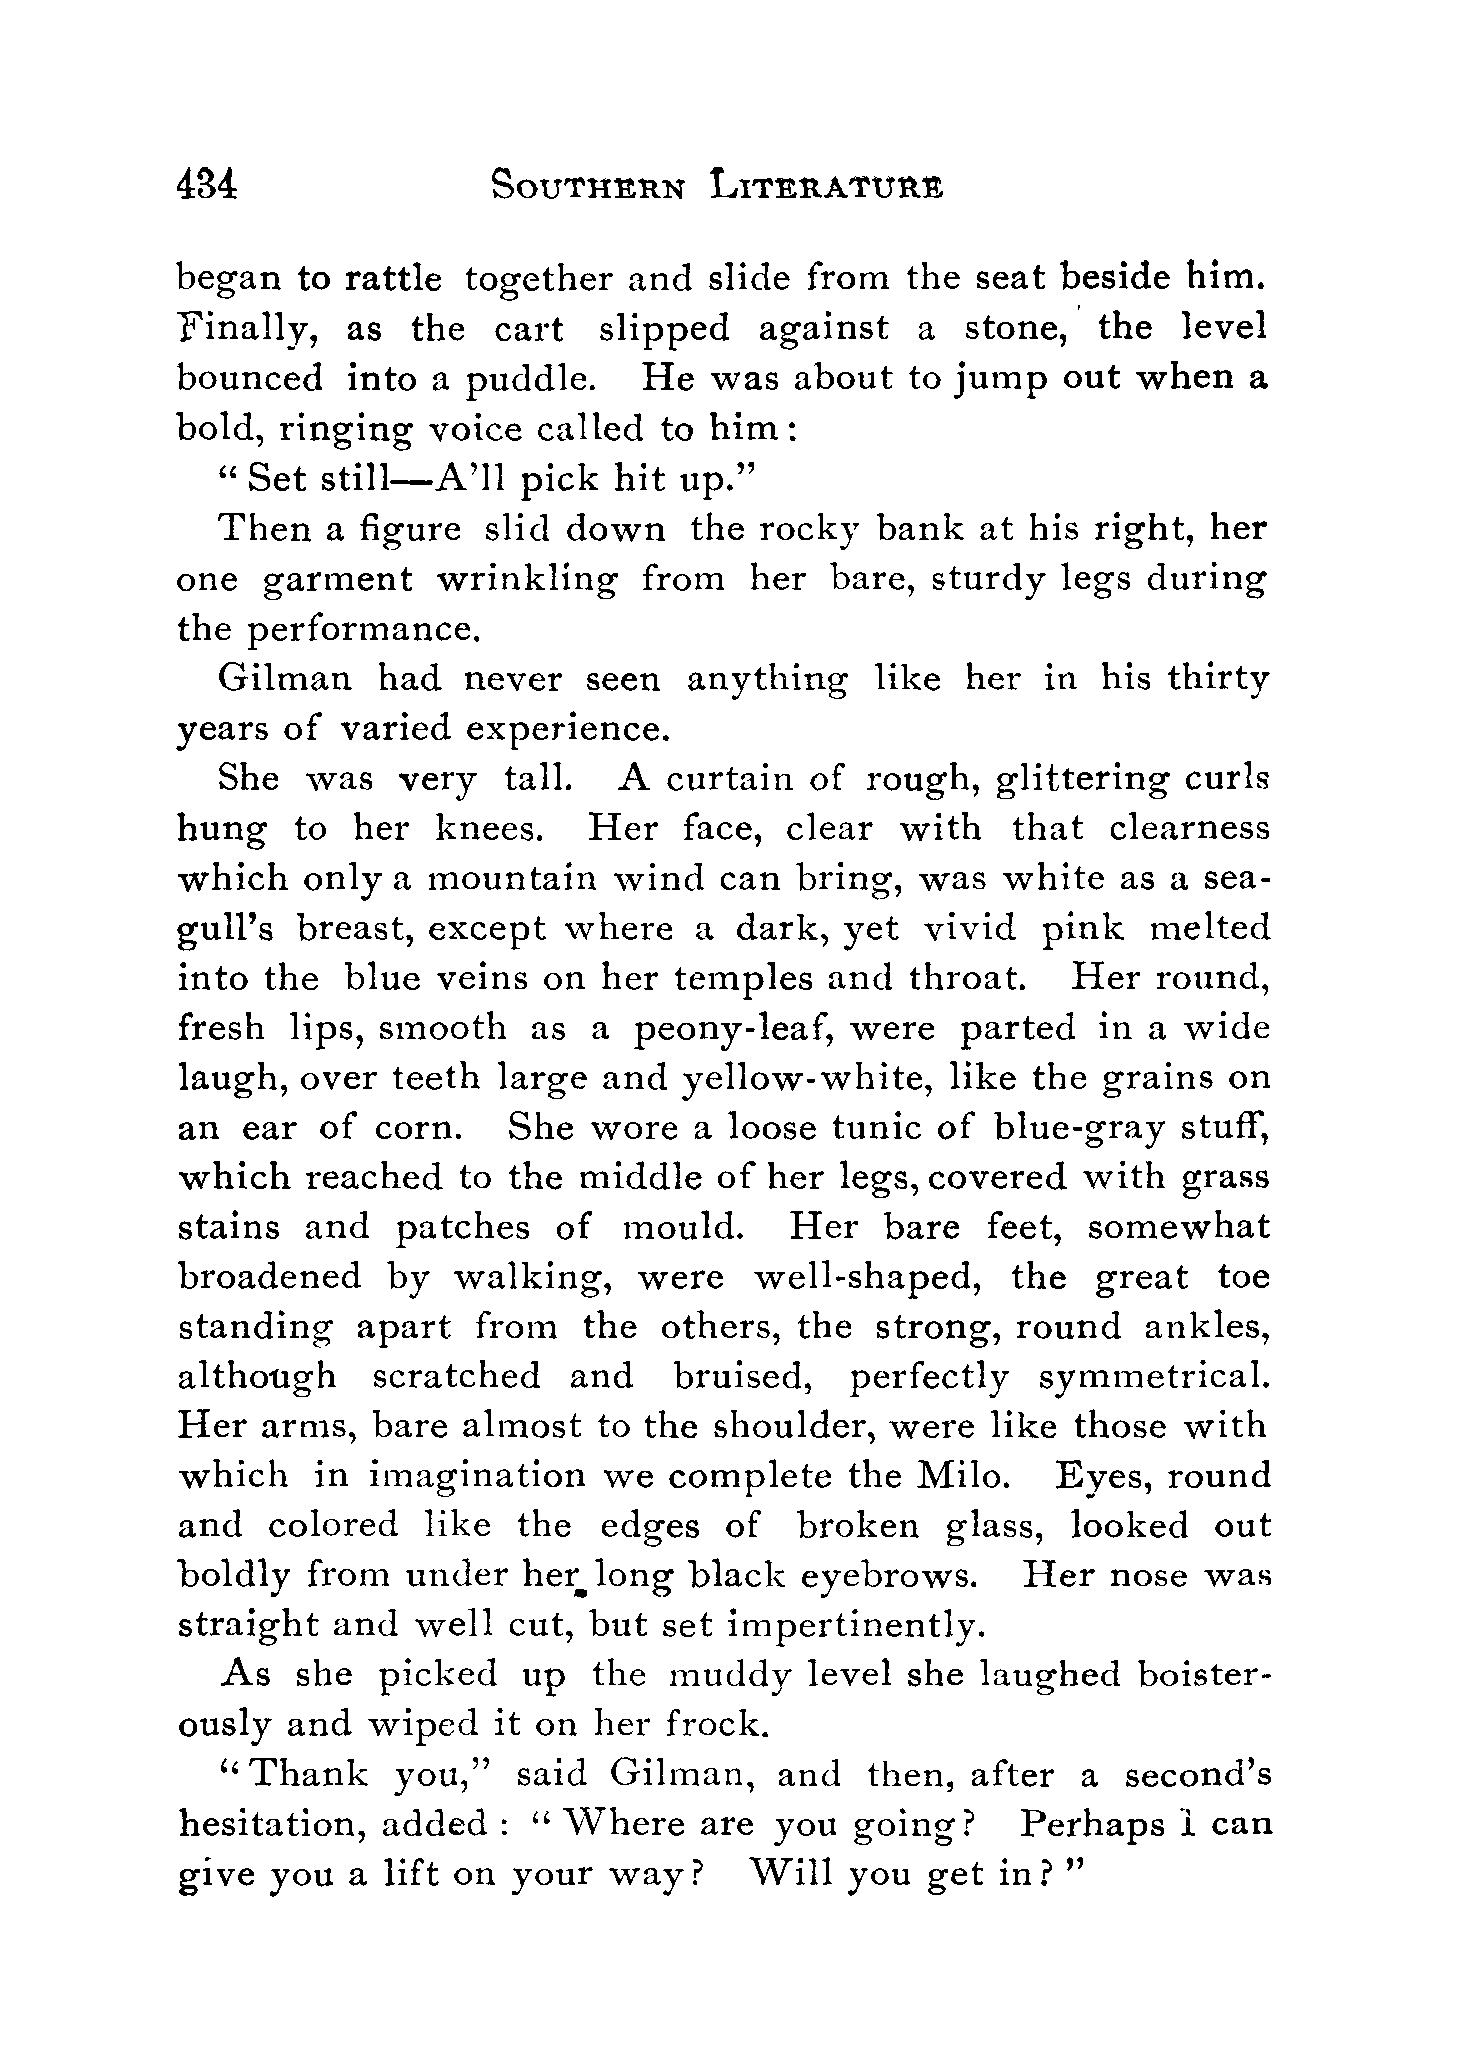 434 Southern Literature
began to rattle together and slide from the seat beside him.
Finally, as the cart slipped against a stone, the level
bounced into a puddle. He was about to jump out when a
bold, ringing voice called to him:
"Set still—A'll pick hit up."
Then a figure slid down the rocky bank at his right, her
one garment wrinkling from her bare, sturdy legs during
the performance.
Gilman had never seen anything like her in his thirty
years of varied experience.
She was very tall. A curtain of rough, glittering curls
hung to her knees. Her face, clear with that clearness
which only a mountain wind can bring, was white as a sea-
gull's breast, except where a dark, yet vivid pink melted
into the blue veins on her temples and throat. Her round,
fresh lips, smooth as a peony-leaf, were parted in a wide
laugh, over teeth large and yellow-white, like the grains on
an ear of corn. She wore a loose tunic of blue-gray stuff,
which reached to the middle of her legs, covered with grass
stains and patches of mould. Her bare feet, somewhat
broadened by walking, were well-shaped, the great toe
standing apart from the others, the strong, round ankles,
although scratched and bruised, perfectly symmetrical.
Her arms, bare almost to the shoulder, were like those with
which in imagination we complete the Milo. Eyes, round
and colored like the edges of broken glass, looked out
boldly from under her long black eyebrows. Her nose was
straight and well cut, but set impertinently.
As she picked up the muddy level she laughed boister-
ously and wiped it on her frock.
"Thank you," said Gilman, and then, after a second's
hesitation, added: "Where are you going? Perhaps I can
give you a lift on your way? Will you get in?"